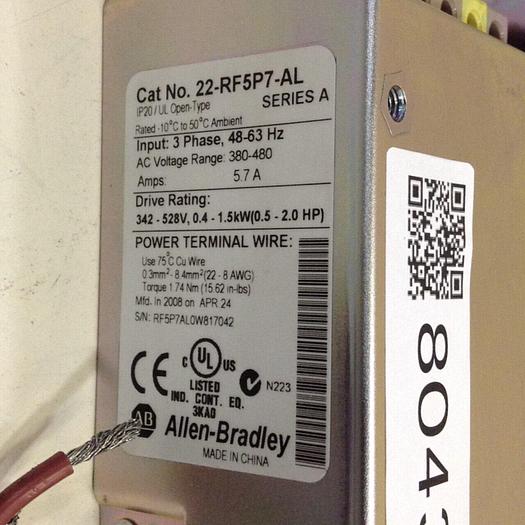 Cat No. 22-RF5P7-AL
IP20 / UL Open-Type SERIES A
Rated -10°C to 50°C Ambient
Input: 3 Phase, 48-63 Hz
AC Voltage Range: 380-480
Amps: 5.7 A
Drive Rating:
342 - 528V, 0.4 - 1.5kW(0.5 - 2.0 HP)
POWER TERMINAL WIRE:
Use 75°C Cu Wire
0.3mm² - 8.4mm²(22 - 8 AWG)
Torque 1.74 Nm (15.62 in-lbs)
Mfd. in 2008 on APR 24
S/N: RF5P7AL0W817042
CE C UL US N223
LISTED
IND. CONT. EQ.
3KAD
AB Allen-Bradley
MADE IN CHINA
804